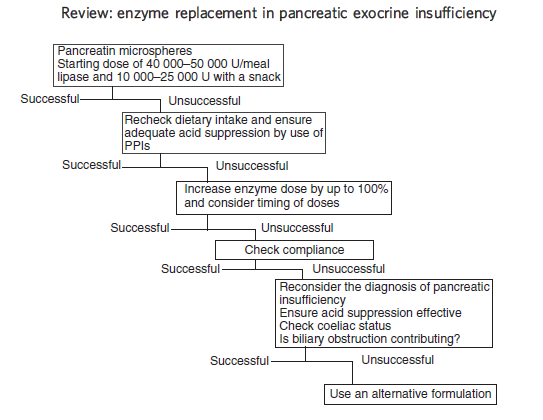 Review: enzyme replacement in pancreatic exocrine insufficiency
Pancreatin microspheres
Starting dose of 40 000–50 000 U/meal
lipase and 10 000–25 000 U with a snack
Successful
Unsuccessful
Recheck dietary intake and ensure
adequate acid suppression by use of
PPIs
Successful
Unsuccessful
Increase enzyme dose by up to 100%
and consider timing of doses
Successful
Unsuccessful
Check compliance
Successful
Unsuccessful
Reconsider the diagnosis of pancreatic
insufficiency
Ensure acid suppression effective
Check coeliac status
Is biliary obstruction contributing?
Successful
Unsuccessful
Use an alternative formulation